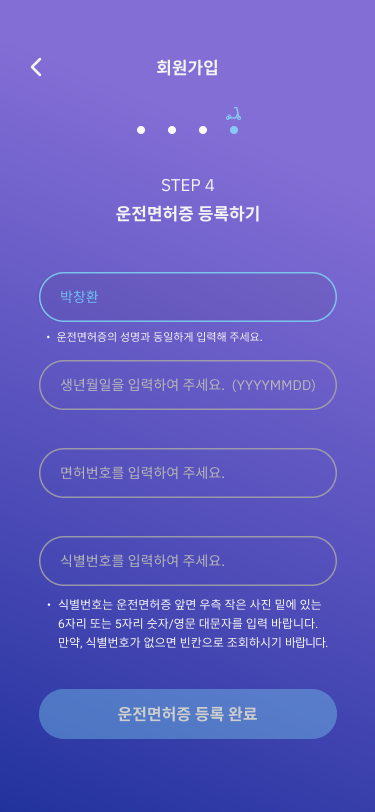 회원가입
STEP 4
운전면허증 등록하기
박창환
• 운전면허증의 성명과 동일하게 입력해 주세요.
생년월일을 입력하여 주세요. (YYYYMMDD)
면허번호를 입력하여 주세요.
식별번호를 입력하여 주세요.
• 식별번호는 운전면허증 앞면 우측 작은 사진 밑에 있는
6자리 또는 5자리 숫자/영문 대문자를 입력 바랍니다.
만약, 식별번호가 없으면 빈칸으로 조회하시기 바랍니다.
운전면허증 등록 완료